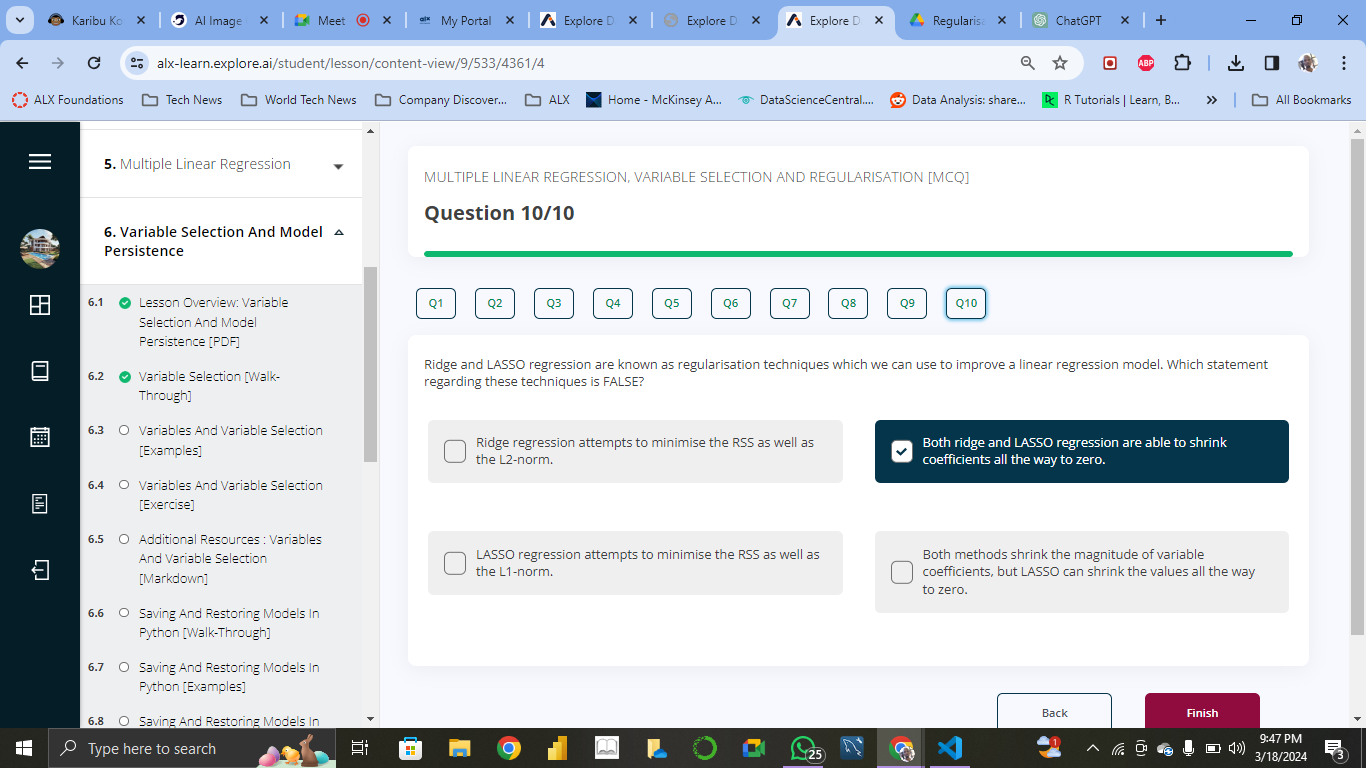 Karibu Ko
AI Image
Meet
My Portal
Explore D
Explore D
Explore D
Regularis
ChatGPT
alx-learn.explore.ai/student/lesson/content-view/9/533/4361/4
ABP
ALX Foundations
Tech News
World Tech News
Company Discover...
ALX
Home - McKinsey A...
DataScienceCentral....
Data Analysis: share...
R Tutorials | Learn, B...
»
All Bookmarks
5. Multiple Linear Regression
6. Variable Selection And Model
Persistence
6.1 Lesson Overview: Variable
Selection And Model
Persistence [PDF]
6.2 Variable Selection [Walk-
Through]
6.3 Variables And Variable Selection
[Examples]
6.4 Variables And Variable Selection
[Exercise]
6.5 Additional Resources : Variables
And Variable Selection
[Markdown]
6.6 Saving And Restoring Models In
Python [Walk-Through]
6.7 Saving And Restoring Models In
Python [Examples]
6.8 Saving And Restoring Models In
MULTIPLE LINEAR REGRESSION, VARIABLE SELECTION AND REGULARISATION [MCQ]
Question 10/10
Q1 Q2 Q3 Q4 Q5 Q6 Q7 Q8 Q9 Q10
Ridge and LASSO regression are known as regularisation techniques which we can use to improve a linear regression model. Which statement
regarding these techniques is FALSE?
Ridge regression attempts to minimise the RSS as well as
the L2-norm.
Both ridge and LASSO regression are able to shrink
coefficients all the way to zero.
LASSO regression attempts to minimise the RSS as well as
the L1-norm.
Both methods shrink the magnitude of variable
coefficients, but LASSO can shrink the values all the way
to zero.
Back
Finish
Type here to search
25
1
9:47 PM
3/18/2024
3